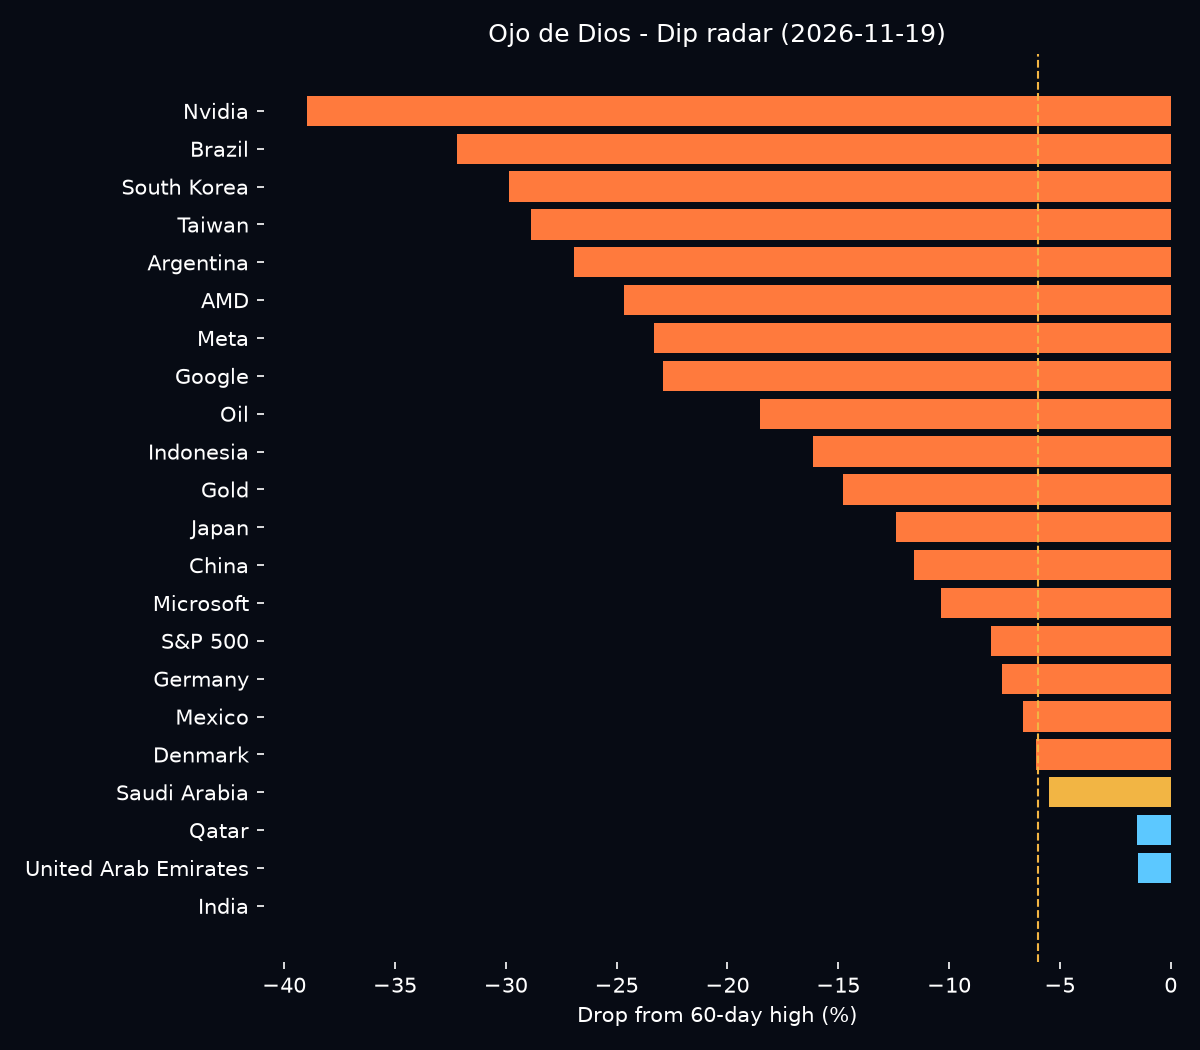 Ojo de Dios - Dip radar (2026-11-19)
Nvidia
Brazil
South Korea
Taiwan
Argentina
AMD
Meta
Google
Oil
Indonesia
Gold
Japan
China
Microsoft
S&P 500
Germany
Mexico
Denmark
Saudi Arabia
Qatar
United Arab Emirates
India
−40 −35 −30 −25 −20 −15 −10 −5 0
Drop from 60-day high (%)